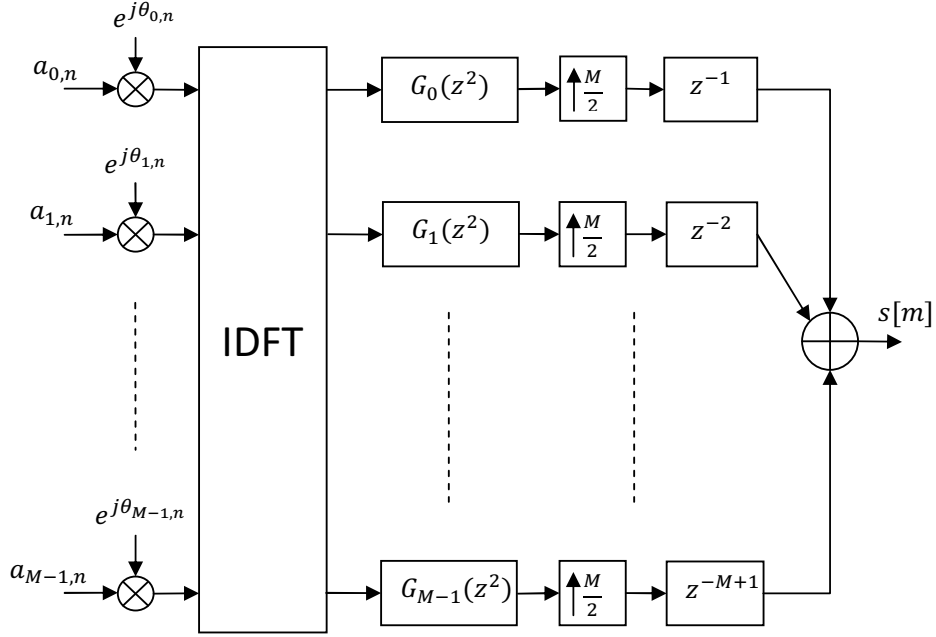 e^{jθ_{0,n}}
a_{0,n}
G_0(z^2)
↑ M/2
z^{-1}
e^{jθ_{1,n}}
a_{1,n}
G_1(z^2)
↑ M/2
z^{-2}
IDFT
s[m]
e^{jθ_{M-1,n}}
a_{M-1,n}
G_{M-1}(z^2)
↑ M/2
z^{-M+1}